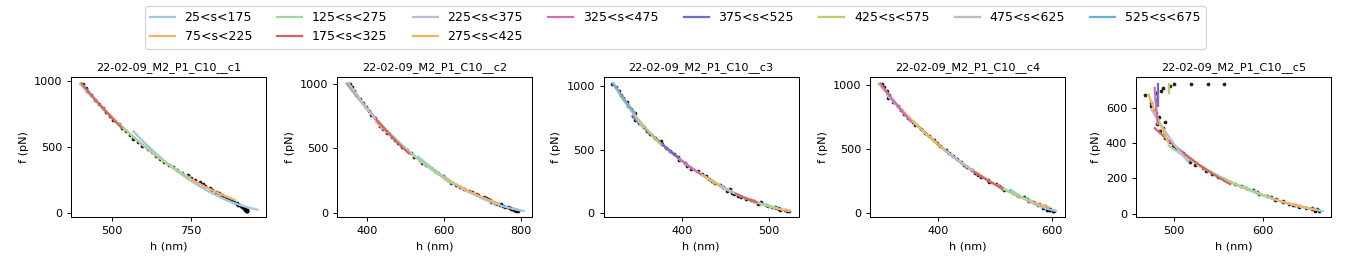 25<s<175 125<s<275 225<s<375 325<s<475 375<s<525 425<s<575 475<s<625 525<s<675
75<s<225 175<s<325 275<s<425
22-02-09_M2_P1_C10__c1 22-02-09_M2_P1_C10__c2 22-02-09_M2_P1_C10__c3 22-02-09_M2_P1_C10__c4 22-02-09_M2_P1_C10__c5
f (pN) 1000 500 0 500 750 h (nm)
f (pN) 1000 500 0 400 600 800 h (nm)
f (pN) 1000 500 0 400 500 h (nm)
f (pN) 1000 500 0 400 600 h (nm)
f (pN) 600 400 200 0 500 600 h (nm)